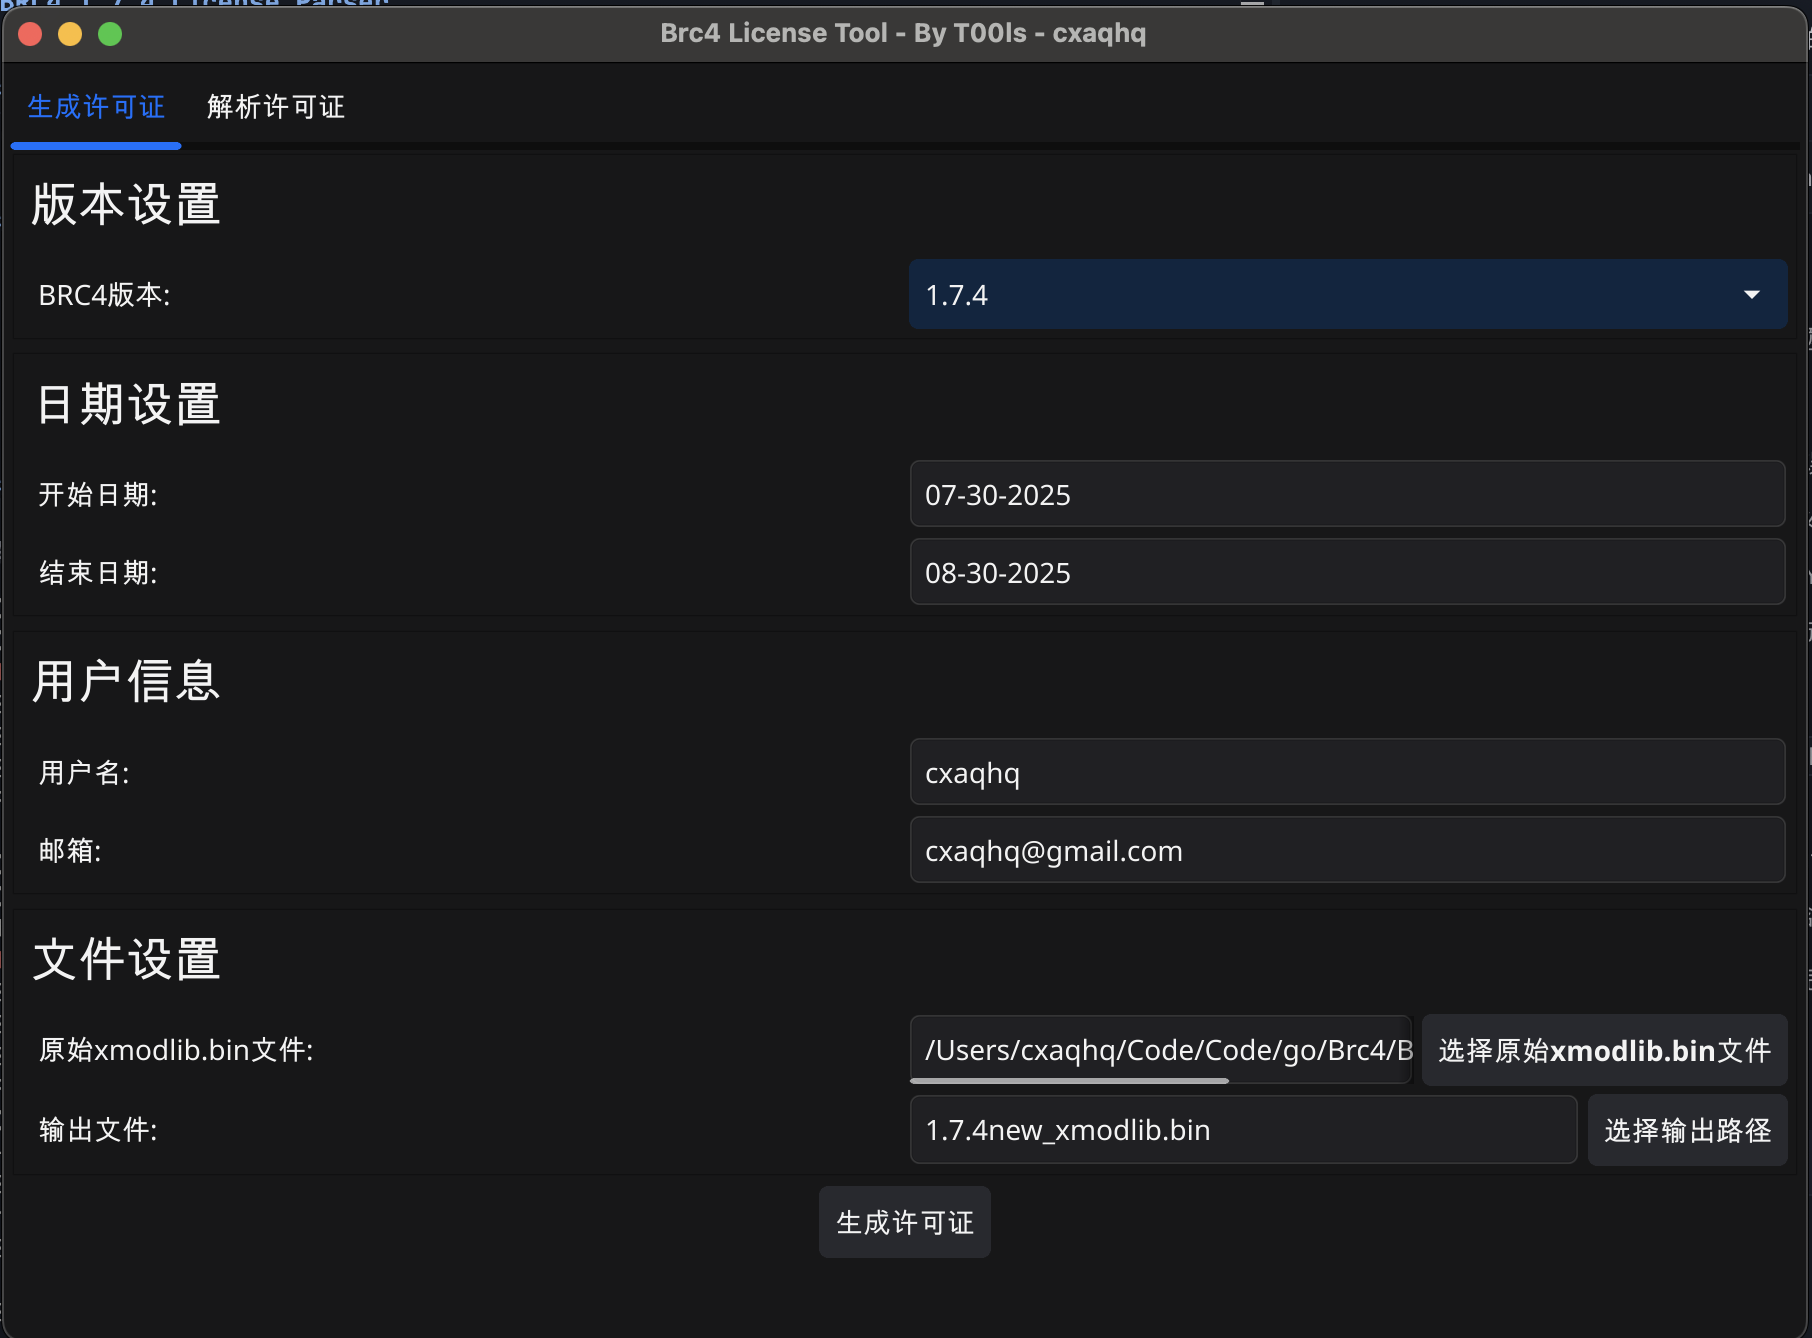 Brc4 License Tool - By T00ls - cxaqhq
生成许可证 解析许可证
版本设置
BRC4版本: 1.7.4
日期设置
开始日期: 07-30-2025
结束日期: 08-30-2025
用户信息
用户名: cxaqhq
邮箱: cxaqhq@gmail.com
文件设置
原始xmodlib.bin文件: /Users/cxaqhq/Code/Code/go/Brc4/B 选择原始xmodlib.bin文件
输出文件: 1.7.4new_xmodlib.bin 选择输出路径
生成许可证